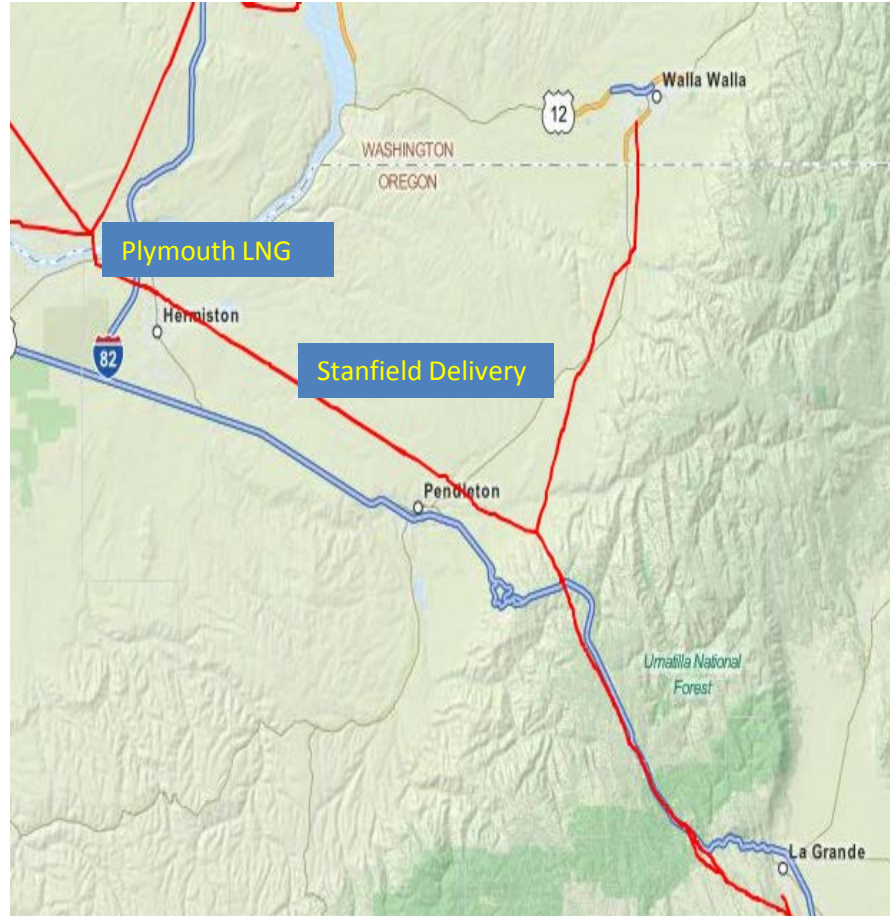 Walla Walla
12
WASHINGTON
OREGON
Plymouth LNG
Hermiston
82
Stanfield Delivery
Pendleton
Umatilla National
Forest
La Grande